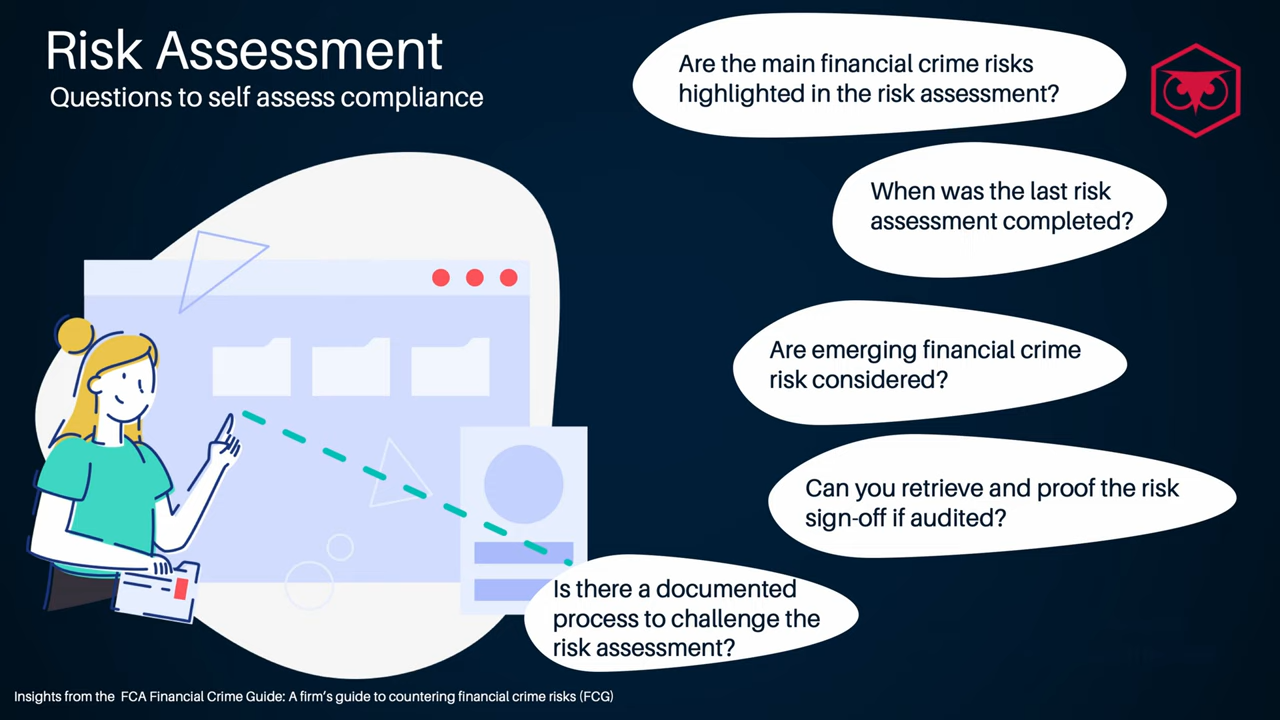 Risk Assessment
Questions to self assess compliance
Are the main financial crime risks
highlighted in the risk assessment?
When was the last risk
assessment completed?
Are emerging financial crime
risk considered?
Can you retrieve and proof the risk
sign-off if audited?
Is there a documented
process to challenge the
risk assessment?
Insights from the FCA Financial Crime Guide: A firm's guide to countering financial crime risks (FCG)